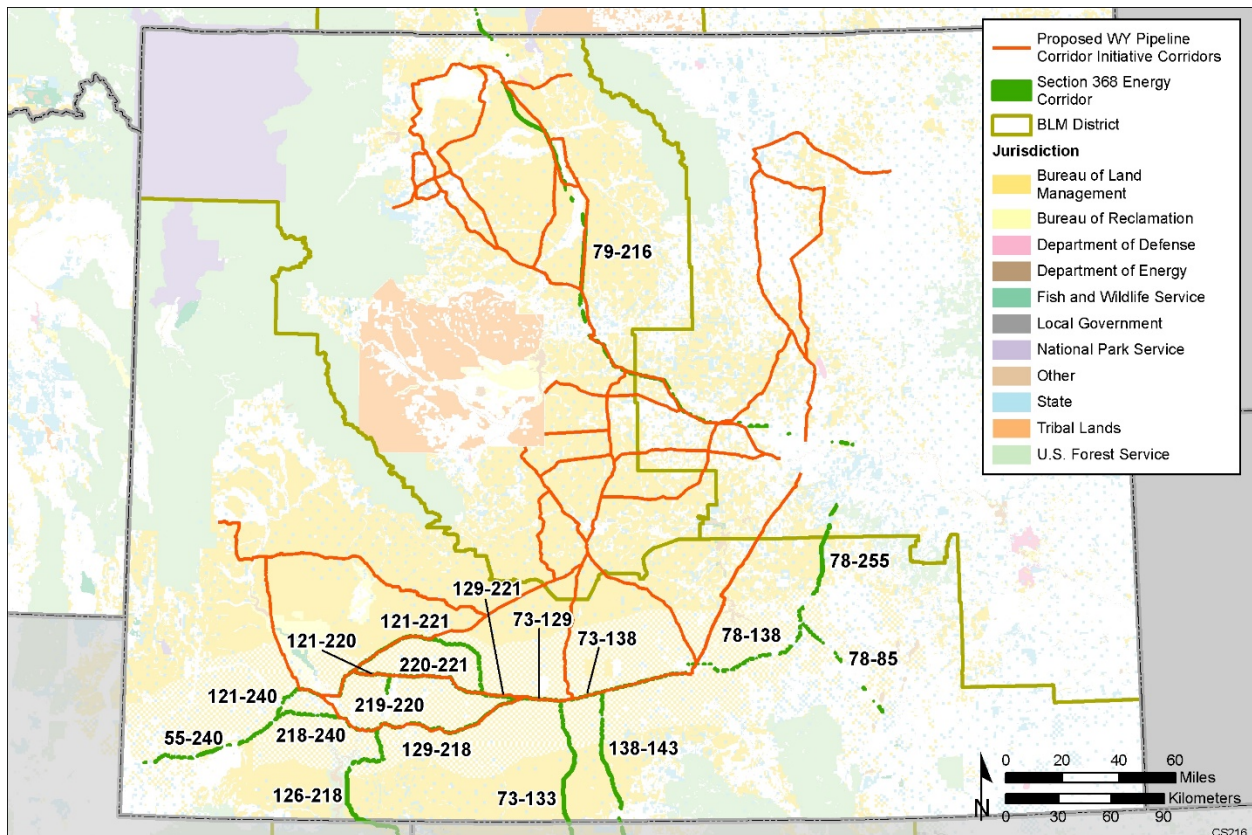 Proposed WY Pipeline
Corridor Initiative Corridors
Section 368 Energy
Corridor
BLM District
Jurisdiction
Bureau of Land
Management
Bureau of Reclamation
Department of Defense
Department of Energy
Fish and Wildlife Service
Local Government
National Park Service
Other
State
Tribal Lands
U.S. Forest Service
79-216
78-255
129-221
121-221
73-129
73-138
78-138
121-220
220-221
78-85
121-240
219-220
55-240
218-240
129-218
138-143
126-218
73-133
N
0 30 60
Miles
Kilometers
0 30 60 90
CS216